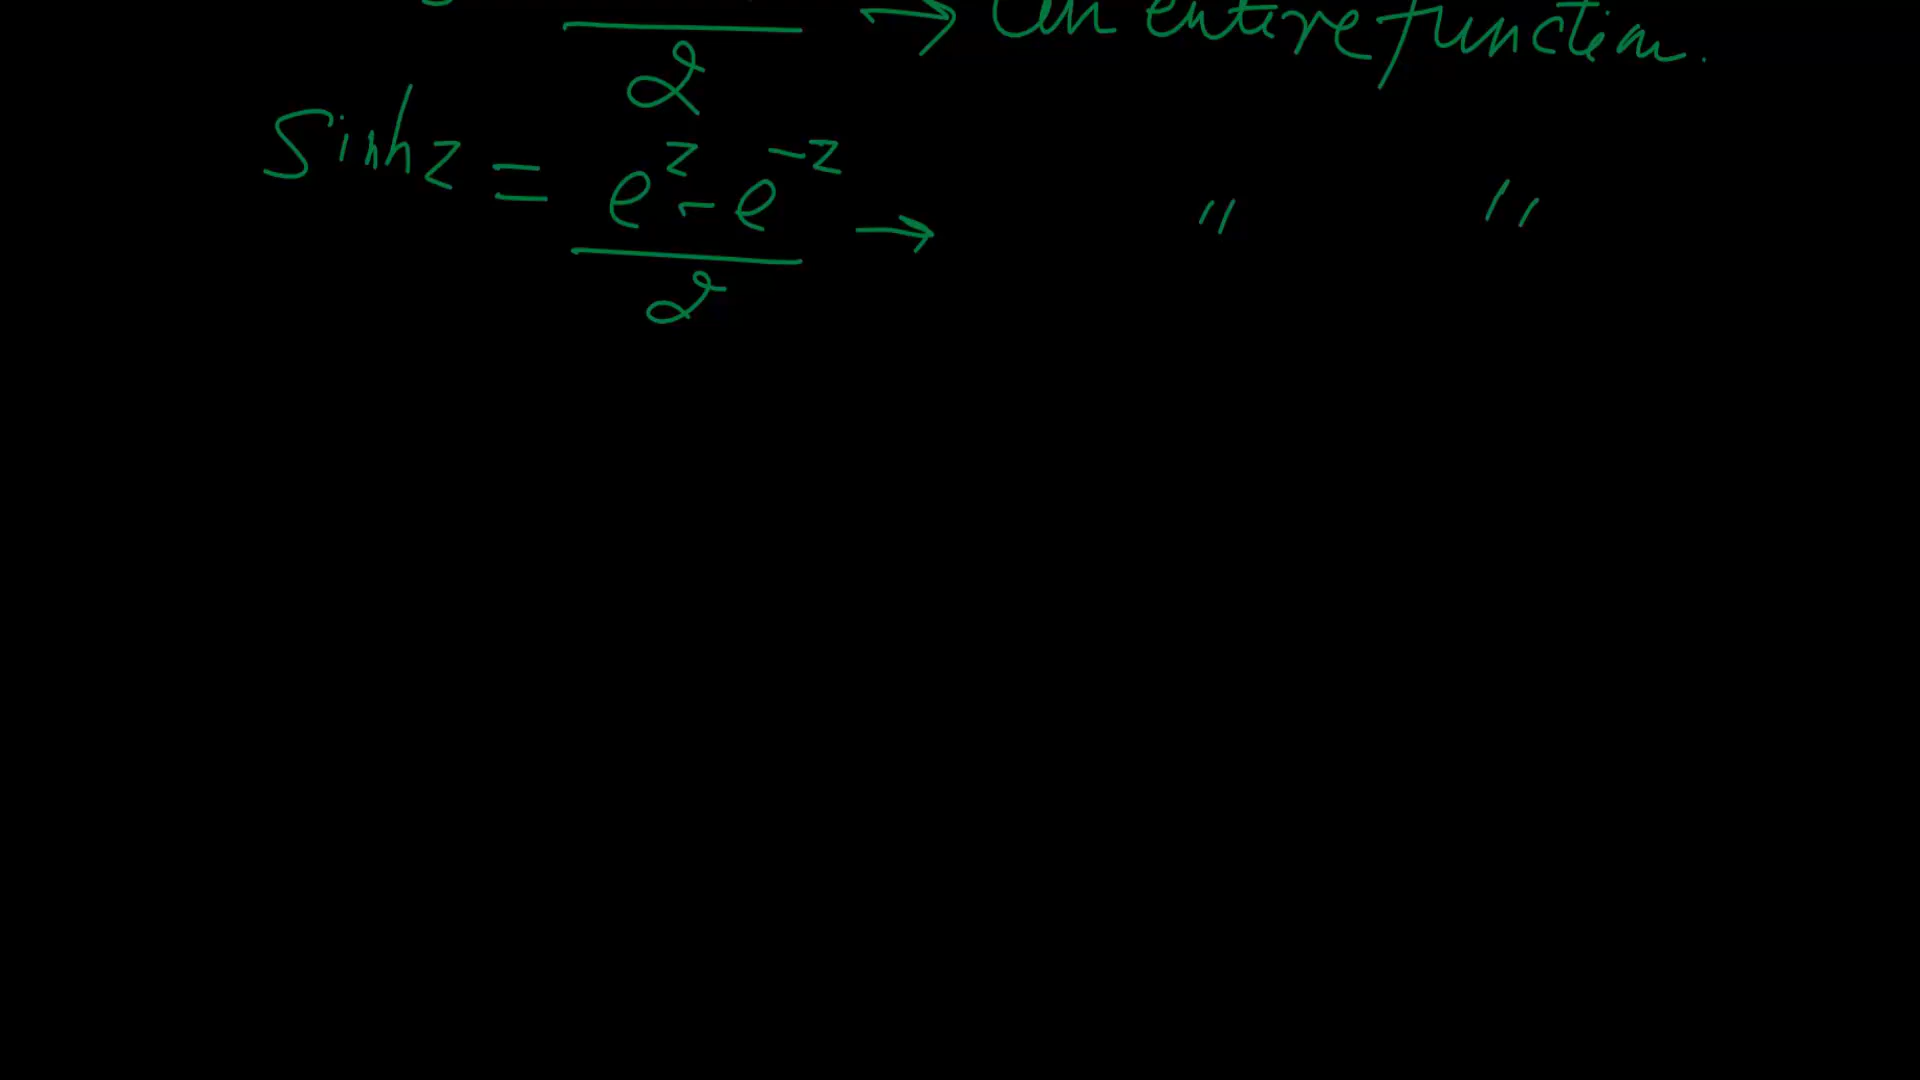 2 → an entire function.
Sinhz = e^z - e^-z / 2 → " "